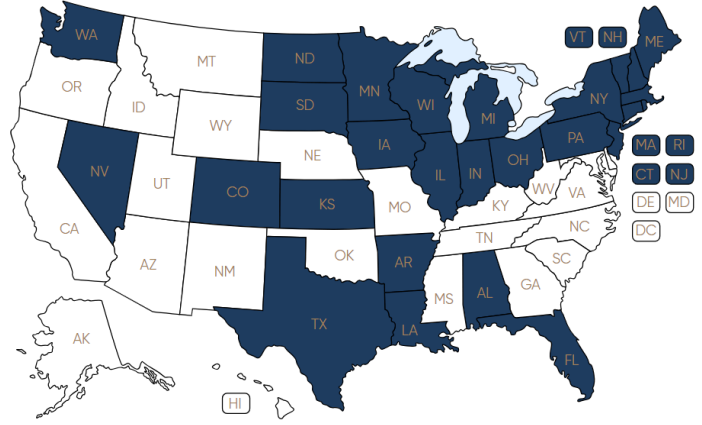 WA
MT
ND
MN
VT
NH
ME
OR
ID
WY
SD
WI
MI
NY
NV
UT
CO
NE
IA
IL
IN
OH
PA
MA
RI
CT
NJ
DE
MD
DC
CA
AZ
NM
KS
MO
KY
WV
VA
OK
AR
TN
NC
SC
TX
LA
MS
AL
GA
FL
AK
HI